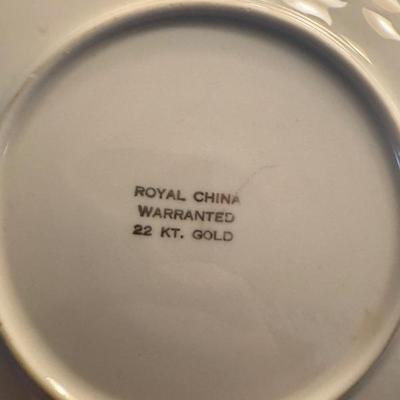 ROYAL CHINA
WARRANTED
22 KT. GOLD